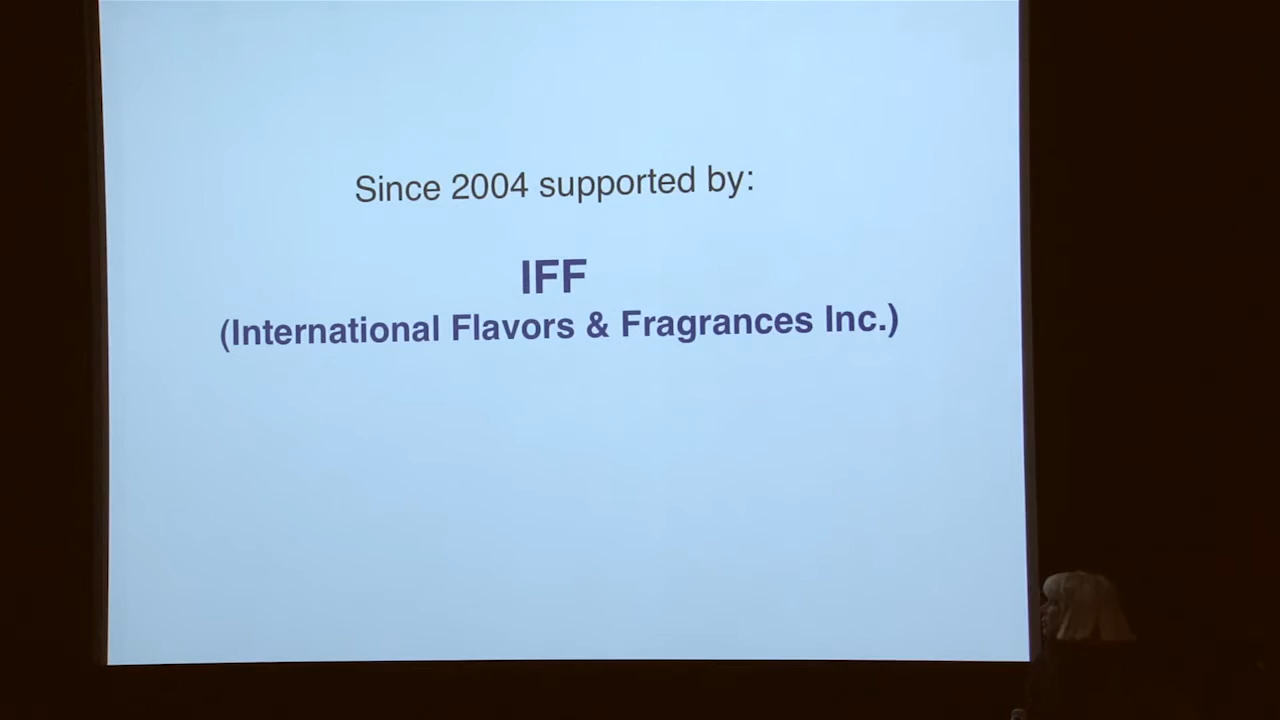 Since 2004 supported by:
IFF
(International Flavors & Fragrances Inc.)